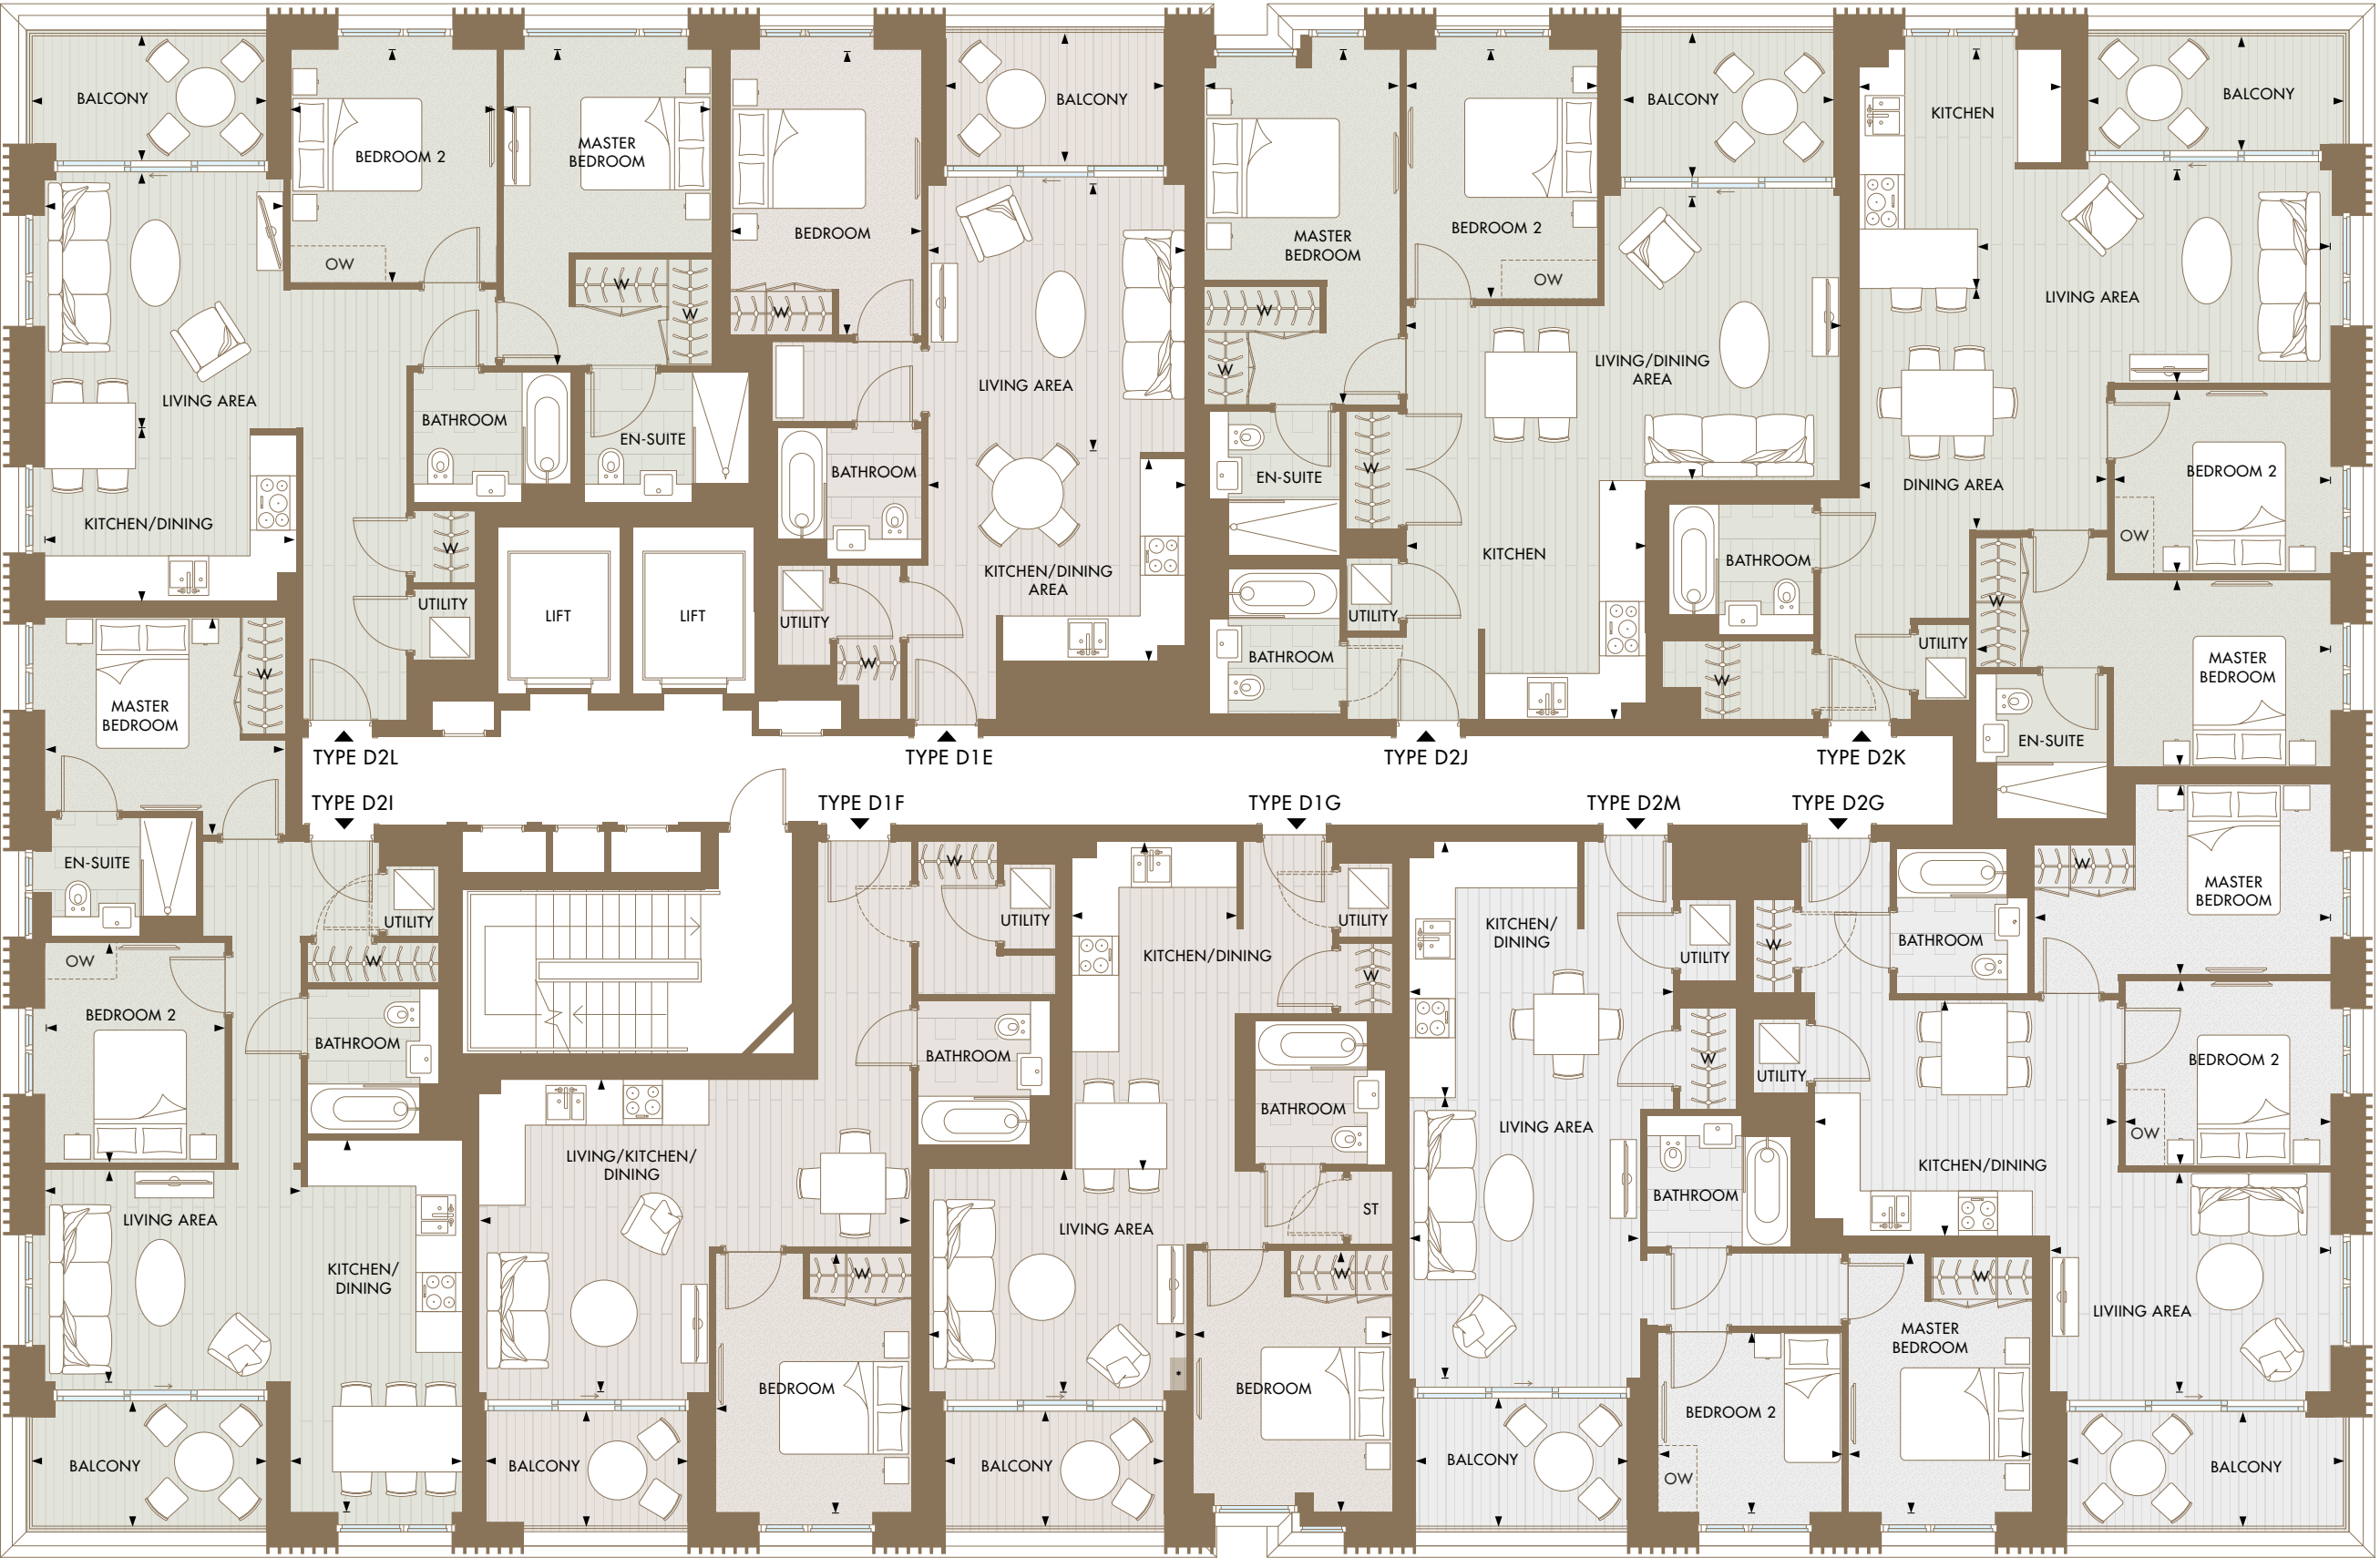 BALCONY
BEDROOM 2
MASTER
BEDROOM
OW
W
W
LIVING AREA
KITCHEN/DINING
BATHROOM
EN-SUITE
W
UTILITY
LIFT
LIFT
TYPE D2L
BEDROOM
BALCONY
W
LIVING AREA
BATHROOM
KITCHEN/DINING
AREA
UTILITY
W
TYPE D1E
MASTER
BEDROOM
BEDROOM 2
BALCONY
OW
W
W
LIVING/DINING
AREA
EN-SUITE
W
KITCHEN
UTILITY
BATHROOM
TYPE D2J
KITCHEN
BALCONY
LIVING AREA
DINING AREA
BEDROOM 2
OW
BATHROOM
W
W
UTILITY
MASTER
BEDROOM
EN-SUITE
TYPE D2K
MASTER
BEDROOM
W
TYPE D2I
EN-SUITE
UTILITY
OW
W
BEDROOM 2
BATHROOM
LIVING AREA
KITCHEN/
DINING
BALCONY
TYPE D1F
W
UTILITY
BATHROOM
LIVING/KITCHEN/
DINING
W
BEDROOM
BALCONY
TYPE D1G
KITCHEN/DINING
UTILITY
W
BATHROOM
ST
LIVING AREA
W
*
BEDROOM
BALCONY
TYPE D2M
KITCHEN/
DINING
UTILITY
W
LIVING AREA
BATHROOM
BEDROOM 2
OW
MASTER
BEDROOM
W
BALCONY
TYPE D2G
W
MASTER
BEDROOM
W
BATHROOM
UTILITY
BEDROOM 2
OW
KITCHEN/DINING
LIVIING AREA
BALCONY